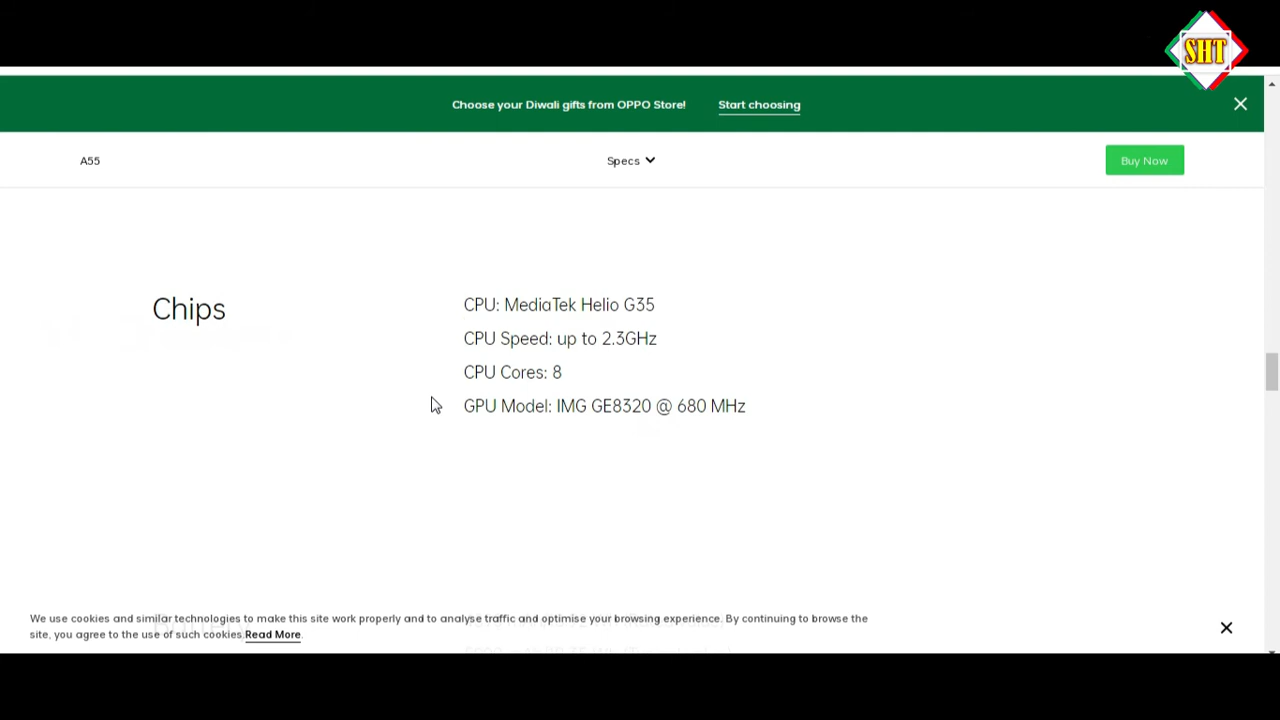 SHT
Choose your Diwali gifts from OPPO Store! Start choosing
A55 Specs Buy Now
Chips
CPU: MediaTek Helio G35
CPU Speed: up to 2.3GHz
CPU Cores: 8
GPU Model: IMG GE8320 @ 680 MHz
We use cookies and similar technologies to make this site work properly and to analyse traffic and optimise your browsing experience. By continuing to browse the
site, you agree to the use of such cookies.Read More.